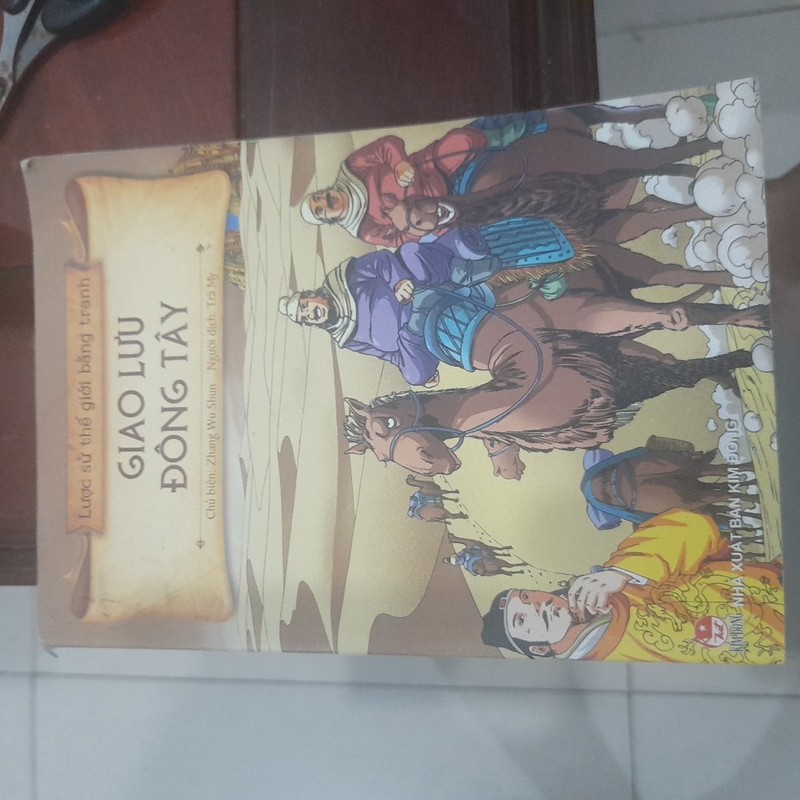 Lược sử thế giới bằng tranh
GIAO LƯU
ĐÔNG TÂY
Chủ biên: Zhang Wu Shun Người dịch: Trà My
NHÀ XUẤT BẢN KIM ĐỒNG